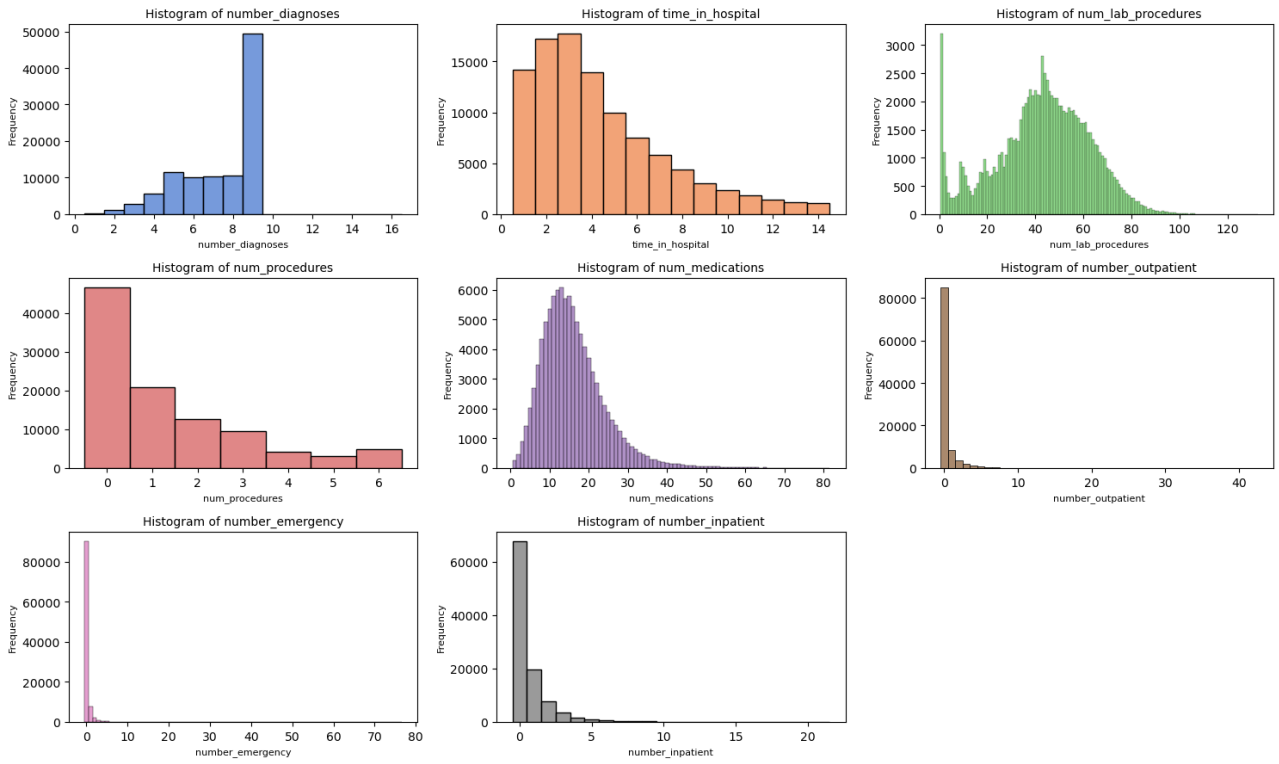 Histogram of number_diagnoses
Frequency
50000
40000
30000
20000
10000
0
0 2 4 6 8 10 12 14 16
number_diagnoses
Histogram of time_in_hospital
Frequency
15000
10000
5000
0
0 2 4 6 8 10 12 14
time_in_hospital
Histogram of num_lab_procedures
Frequency
3000
2500
2000
1500
1000
500
0
0 20 40 60 80 100 120
num_lab_procedures
Histogram of num_procedures
Frequency
40000
30000
20000
10000
0
0 1 2 3 4 5 6
num_procedures
Histogram of num_medications
Frequency
6000
5000
4000
3000
2000
1000
0
0 10 20 30 40 50 60 70 80
num_medications
Histogram of number_outpatient
Frequency
80000
60000
40000
20000
0
0 10 20 30 40
number_outpatient
Histogram of number_emergency
Frequency
80000
60000
40000
20000
0
0 10 20 30 40 50 60 70 80
number_emergency
Histogram of number_inpatient
Frequency
60000
40000
20000
0
0 5 10 15 20
number_inpatient